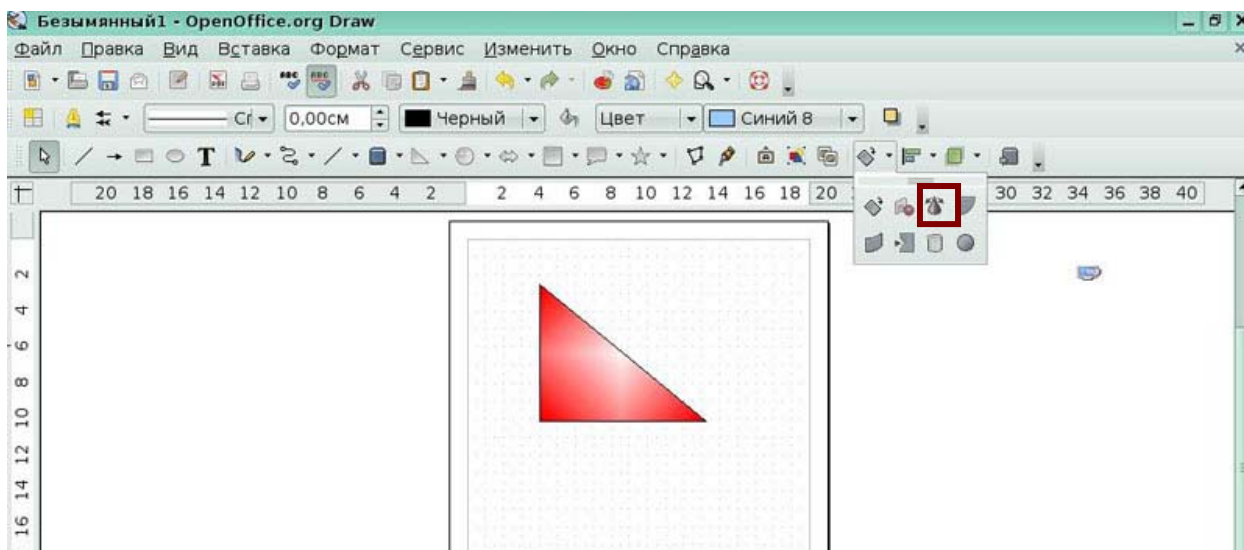 Безымянный1 - OpenOffice.org Draw
Файл Правка Вид Вставка Формат Сервис Изменить Окно Справка
0,00см Черный Цвет Синий 8
T
20 18 16 14 12 10 8 6 4 2 2 4 6 8 10 12 14 16 18 20 30 32 34 36 38 40
2
4
6
8
10
12
14
16